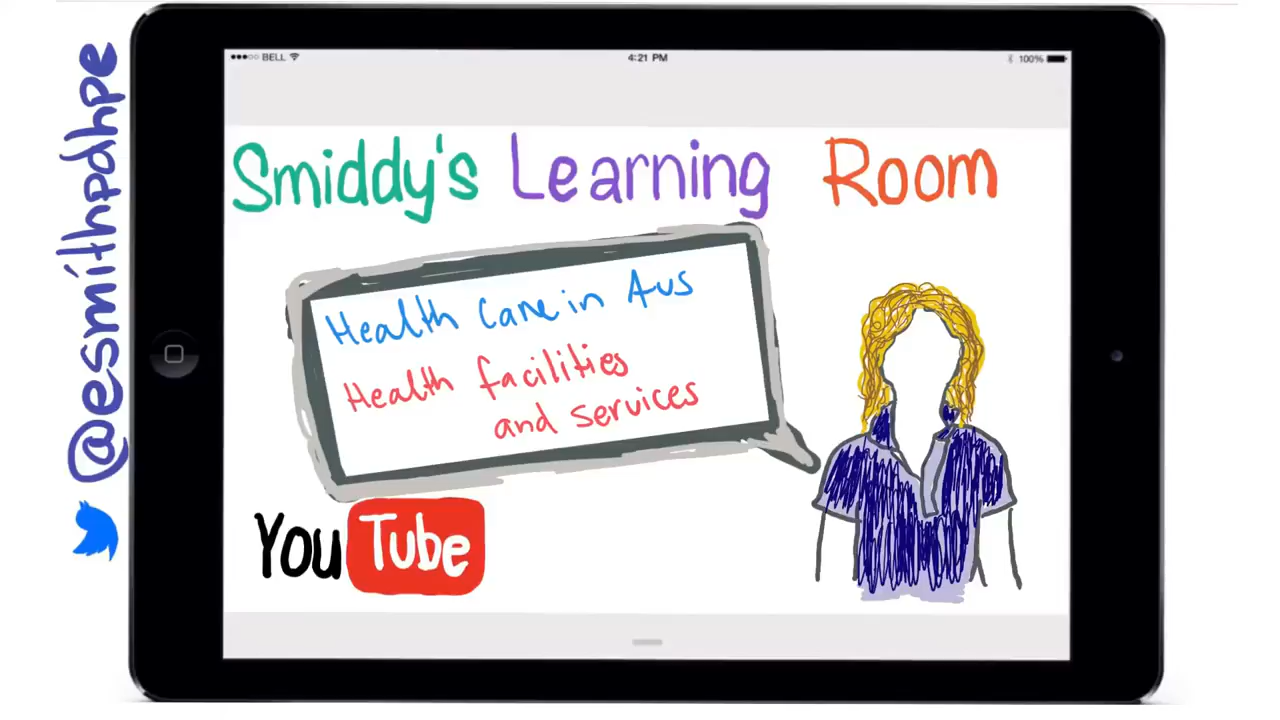 BELL
4:21 PM
100%
Smiddy's Learning Room
Health Care in Aus
Health facilities
and services
YouTube
@esmithpdhpe